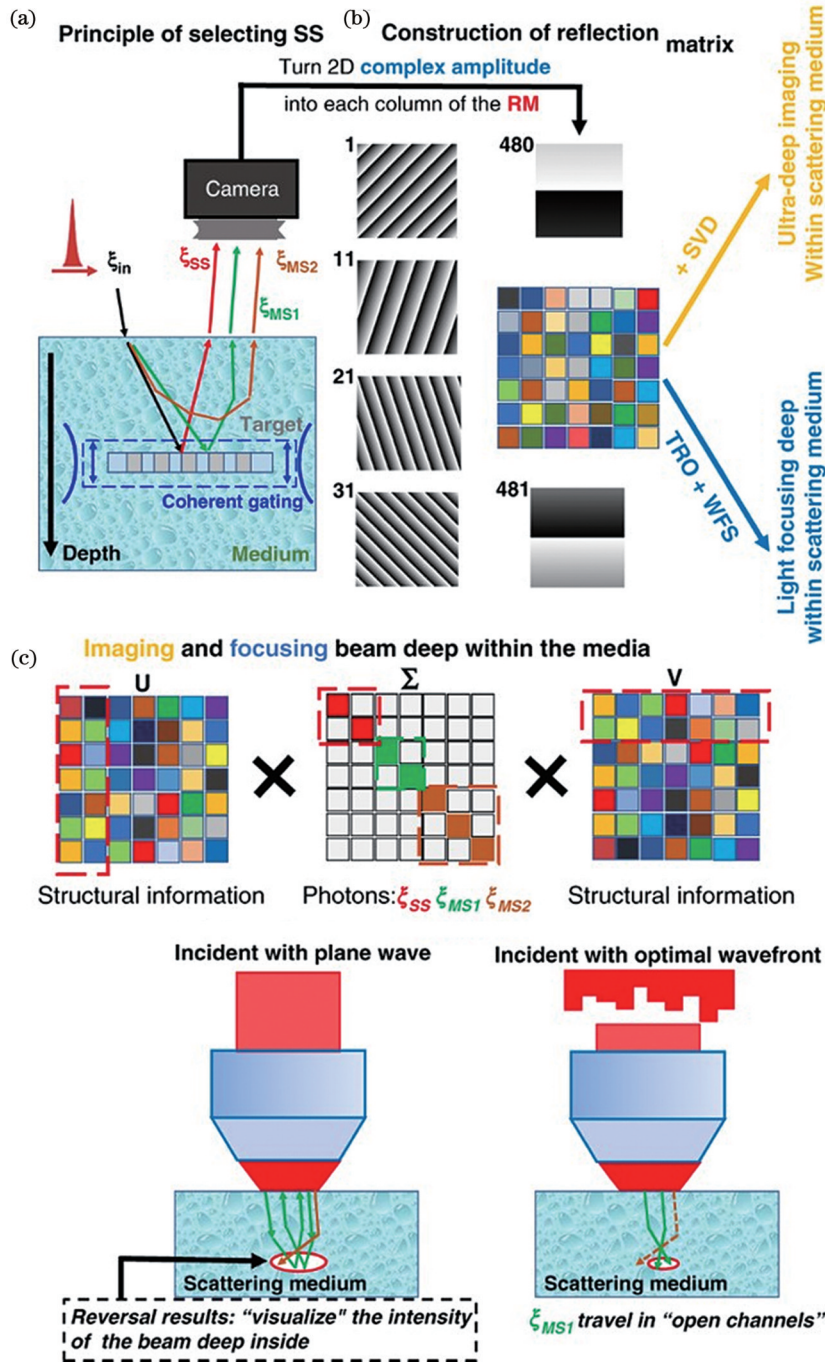 (a)
Principle of selecting SS
(b)
Construction of reflection matrix
Turn 2D complex amplitude
into each column of the RM
Camera
ξin
ξSS
ξMS1
ξMS2
Target
Coherent gating
Depth
Medium
1
11
21
31
480
481
+ SVD
TRO + WFS
Ultra-deep imaging
Within scattering medium
Light focusing deep
within scattering medium
(c)
Imaging and focusing beam deep within the media
U
Σ
V
×
×
Structural information
Photons: ξSS ξMS1 ξMS2
Structural information
Incident with plane wave
Incident with optimal wavefront
Scattering medium
Scattering medium
Reversal results: “visualize" the intensity
of the beam deep inside
ξMS1 travel in “open channels”